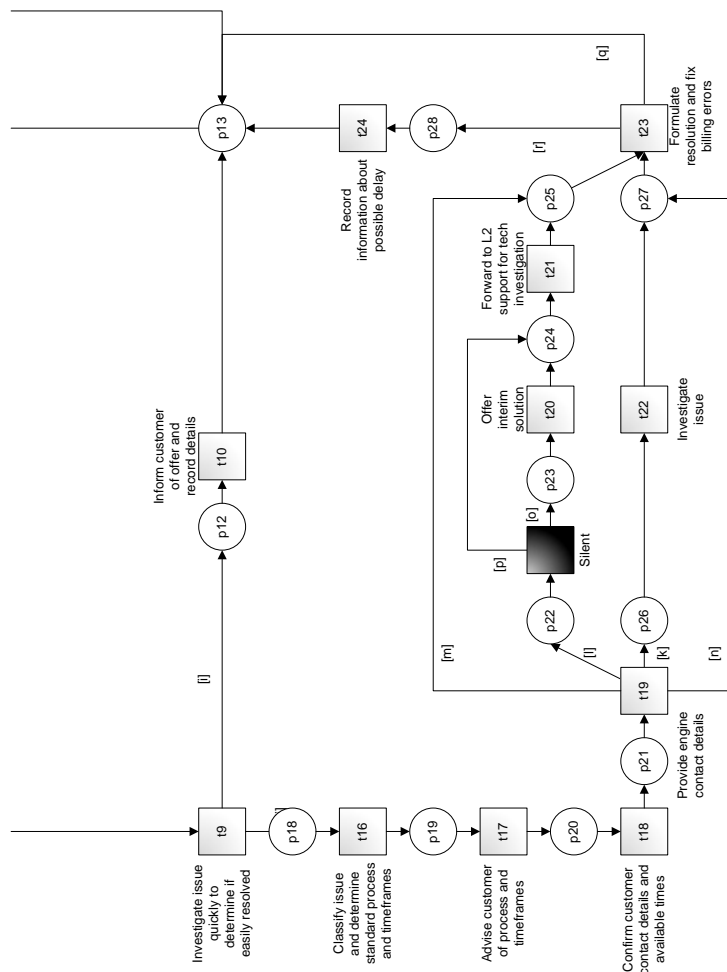 Investigate issue
quickly to
determine if
easily resolved
t9
[i]
p12
Inform customer
of offer and
record details
t10
p13
p18
Classify issue
and determine
standard process
and timeframes
t16
p19
Advise customer
of process and
timeframes
t17
p20
Confirm customer
contact details and
available times
t18
p21
Provide engine
contact details
t19
[m]
[l]
[k]
[n]
p22
Silent
[p]
[o]
p23
Offer
interim
solution
t20
p24
Forward to L2
support for tech
investigation
t21
p25
p26
Investigate
issue
t22
p27
Formulate
resolution and fix
billing errors
t23
[r]
[q]
p28
Record
information about
possible delay
t24